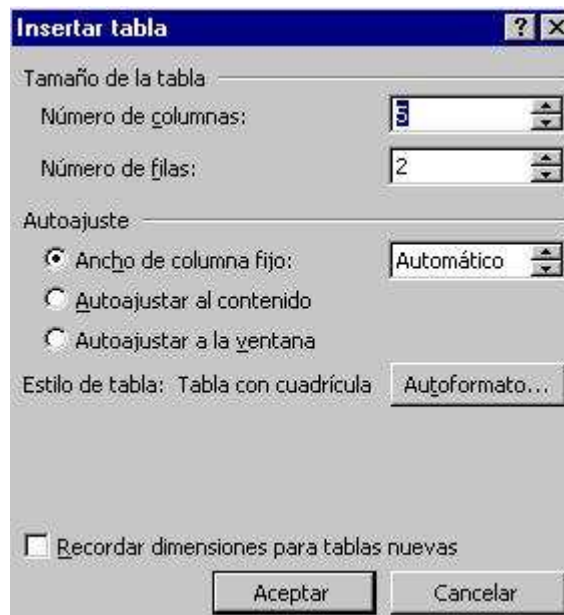 Insertar tabla
Tamaño de la tabla
Número de columnas: 5
Número de filas: 2
Autoajuste
Ancho de columna fijo: Automático
Autoajustar al contenido
Autoajustar a la ventana
Estilo de tabla: Tabla con cuadrícula Autoformato...
Recordar dimensiones para tablas nuevas
Aceptar Cancelar